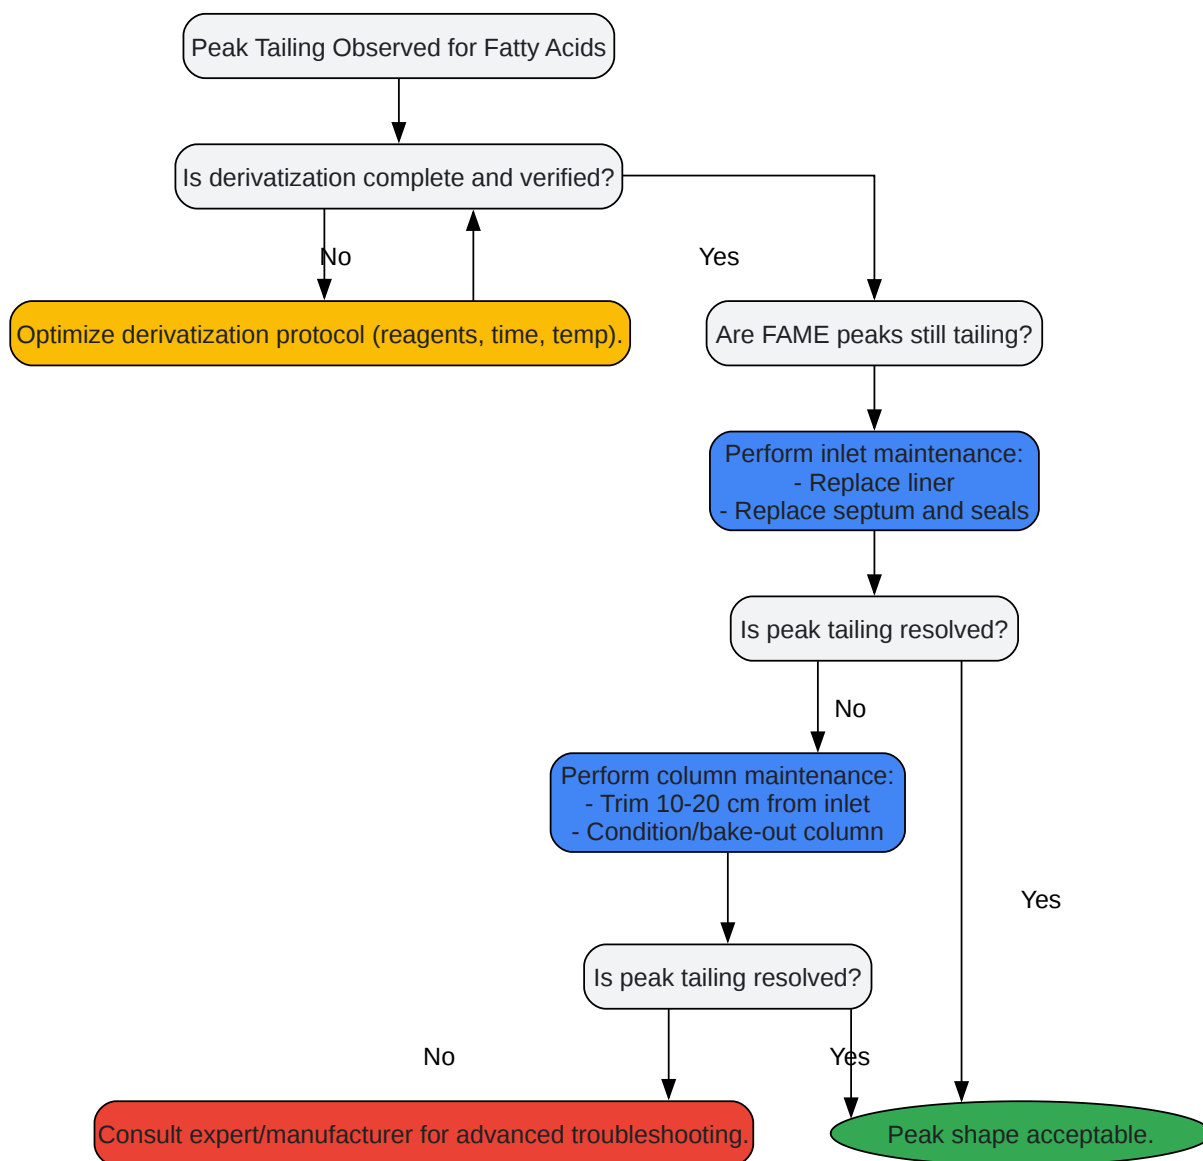 Peak Tailing Observed for Fatty Acids
Is derivatization complete and verified?
No
Yes
Optimize derivatization protocol (reagents, time, temp).
Are FAME peaks still tailing?
Perform inlet maintenance:
- Replace liner
- Replace septum and seals
Is peak tailing resolved?
No
Perform column maintenance:
- Trim 10-20 cm from inlet
- Condition/bake-out column
Yes
Is peak tailing resolved?
No
Yes
Consult expert/manufacturer for advanced troubleshooting.
Peak shape acceptable.